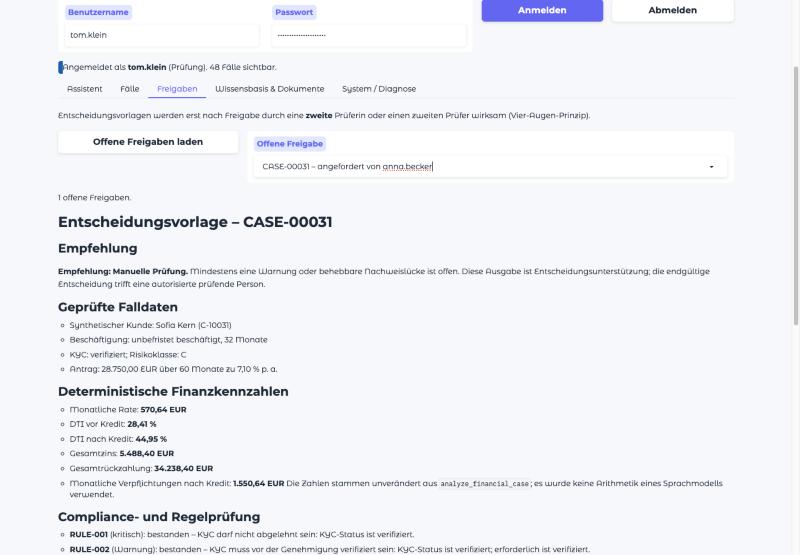 Benutzername
Passwort
Anmelden
Abmelden
tom.klein
•••••••••••••••••••••
Angemeldet als tom.klein (Prüfung). 48 Fälle sichtbar.
Assistent Fälle Freigaben Wissensbasis & Dokumente System / Diagnose
Entscheidungsvorlagen werden erst nach Freigabe durch eine zweite Prüferin oder einen zweiten Prüfer wirksam (Vier-Augen-Prinzip).
Offene Freigaben laden
Offene Freigabe
CASE-00031 – angefordert von anna.becker
1 offene Freigaben.
Entscheidungsvorlage – CASE-00031
Empfehlung
Empfehlung: Manuelle Prüfung. Mindestens eine Warnung oder behebbare Nachweislücke ist offen. Diese Ausgabe ist Entscheidungsunterstützung; die endgültige
Entscheidung trifft eine autorisierte prüfende Person.
Geprüfte Falldaten
Synthetischer Kunde: Sofia Kern (C-10031)
Beschäftigung: unbefristet beschäftigt, 32 Monate
KYC: verifiziert; Risikoklasse: C
Antrag: 28.750,00 EUR über 60 Monate zu 7,10 % p. a.
Deterministische Finanzkennzahlen
Monatliche Rate: 570,64 EUR
DTI vor Kredit: 28,41 %
DTI nach Kredit: 44,95 %
Gesamtzins: 5.488,40 EUR
Gesamtrückzahlung: 34.238,40 EUR
Monatliche Verpflichtungen nach Kredit: 1.550,64 EUR Die Zahlen stammen unverändert aus analyze_financial_case; es wurde keine Arithmetik eines Sprachmodells
verwendet.
Compliance- und Regelprüfung
RULE-001 (kritisch): bestanden – KYC darf nicht abgelehnt sein: KYC-Status ist verifiziert.
RULE-002 (Warnung): bestanden – KYC muss vor der Genehmigung verifiziert sein: KYC-Status ist verifiziert; erforderlich ist verifiziert.